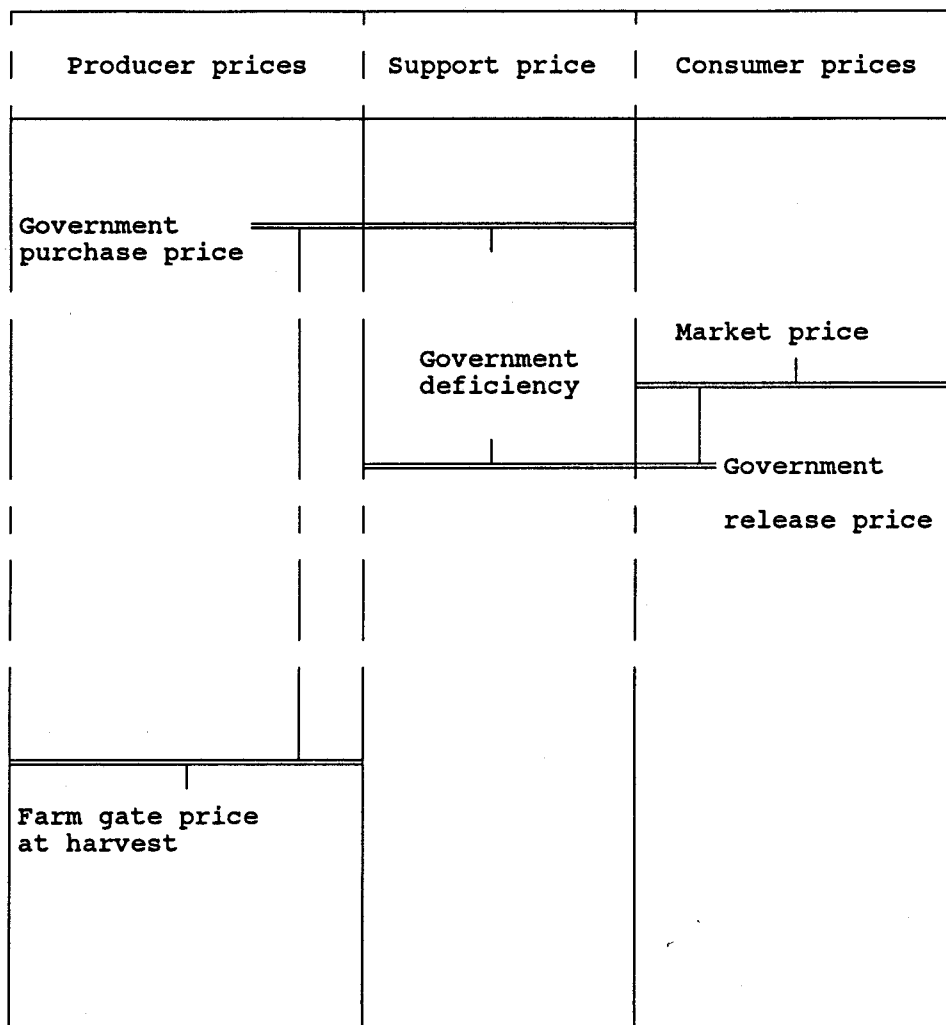 Producer prices
Support price
Consumer prices
Government
purchase price
Market price
Government
deficiency
Government
release price
Farm gate price
at harvest